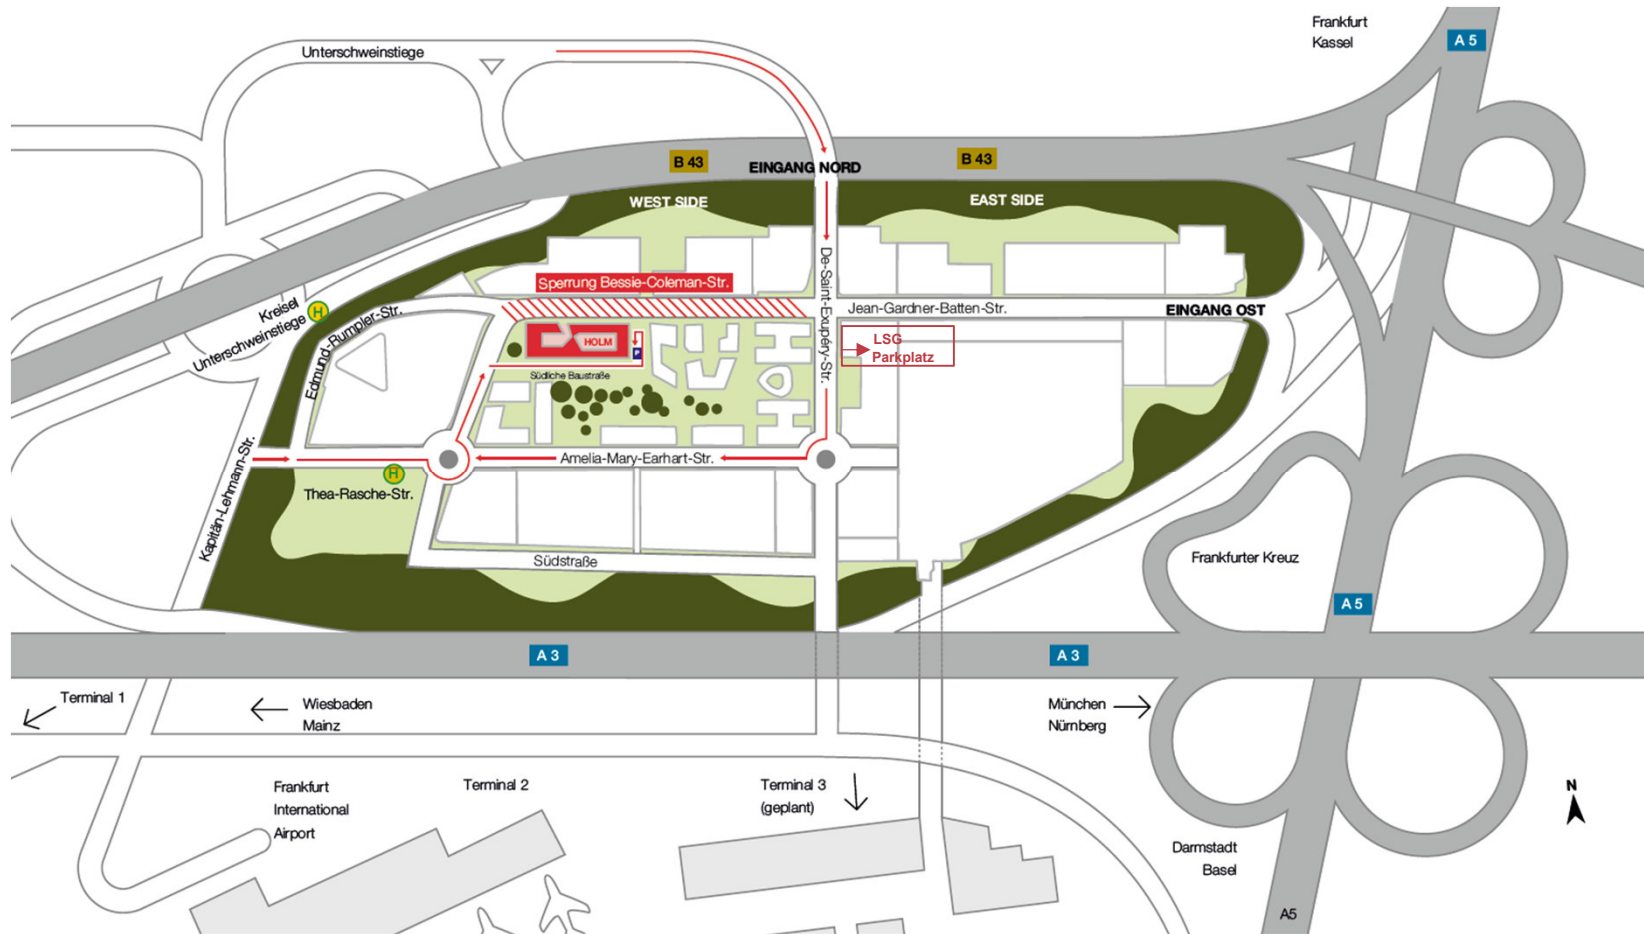 Frankfurt
Kassel
A 5
Unterschweinstiege
B 43
EINGANG NORD
B 43
WEST SIDE
EAST SIDE
De-Saint-Exupéry-Str.
Sperrung Bessie-Coleman-Str.
Jean-Gardner-Batten-Str.
EINGANG OST
Kreisel
Unterschweinstiege
H
Edmund-Rumpler-Str.
HOLM
P
LSG
Parkplatz
Südliche Baustraße
Kapitän-Lehmann-Str.
Amelia-Mary-Earhart-Str.
H
Thea-Rasche-Str.
Südstraße
Frankfurter Kreuz
A 5
A 3
A 3
Terminal 1
Wiesbaden
Mainz
München
Nürnberg
Frankfurt
International
Airport
Terminal 2
Terminal 3
(geplant)
N
Darmstadt
Basel
A5